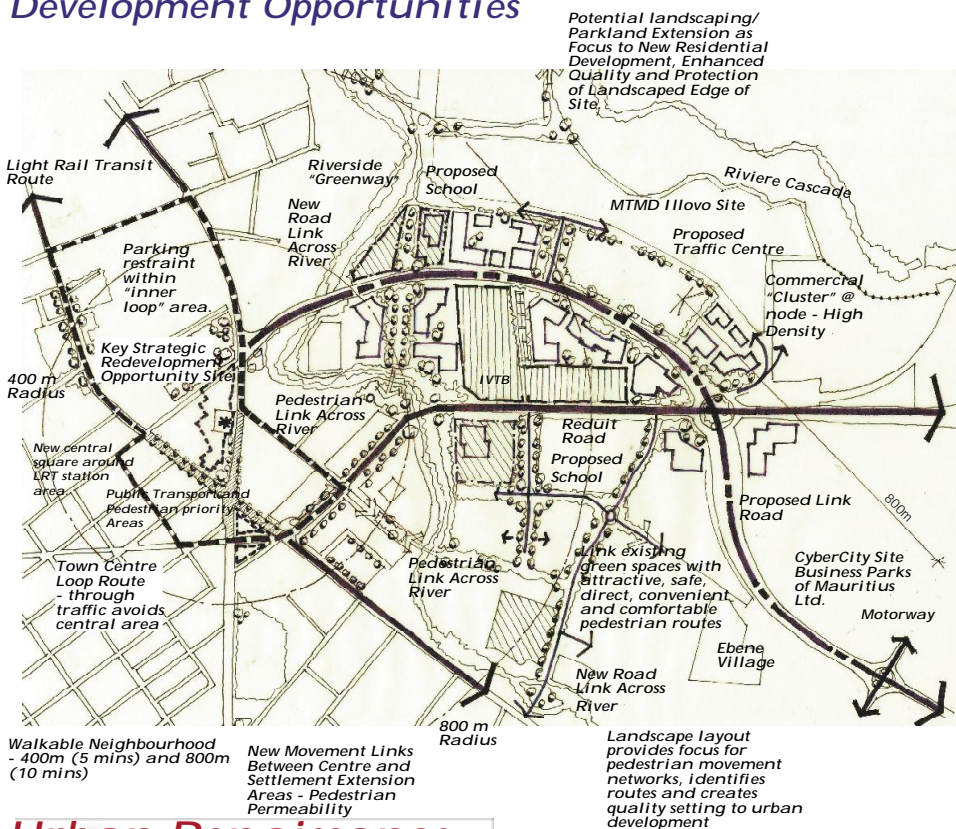 Development Opportunities
Potential landscaping/
Parkland Extension as
Focus to New Residential
Development, Enhanced
Quality and Protection
of Landscaped Edge of
Site.
Light Rail Transit
Route
Riverside
"Greenway"
Proposed
School
Riviere Cascade
MTMD Illovo Site
New
Road
Link
Across
River
Proposed
Traffic Centre
Parking
restraint
within
"inner
loop" area.
Commercial
"Cluster" @
node - High
Density
Key Strategic
Redevelopment
Opportunity Site
400 m
Radius
IVTB
Pedestrian
Link Across
River
Reduit
Road
New central
square around
LRT station
area.
Proposed
School
Public Transport and
Pedestrian priority
Areas
Proposed Link
Road
800m
Town Centre
Loop Route
- through
traffic avoids
central area
Pedestrian
Link Across
River
Link existing
green spaces with
attractive, safe,
direct, convenient
and comfortable
pedestrian routes
CyberCity Site
Business Parks
of Mauritius
Ltd.
Motorway
Ebene
Village
New Road
Link Across
River
800 m
Radius
Walkable Neighbourhood
- 400m (5 mins) and 800m
(10 mins)
New Movement Links
Between Centre and
Settlement Extension
Areas - Pedestrian
Permeability
Landscape layout
provides focus for
pedestrian movement
networks, identifies
routes and creates
quality setting to urban
development